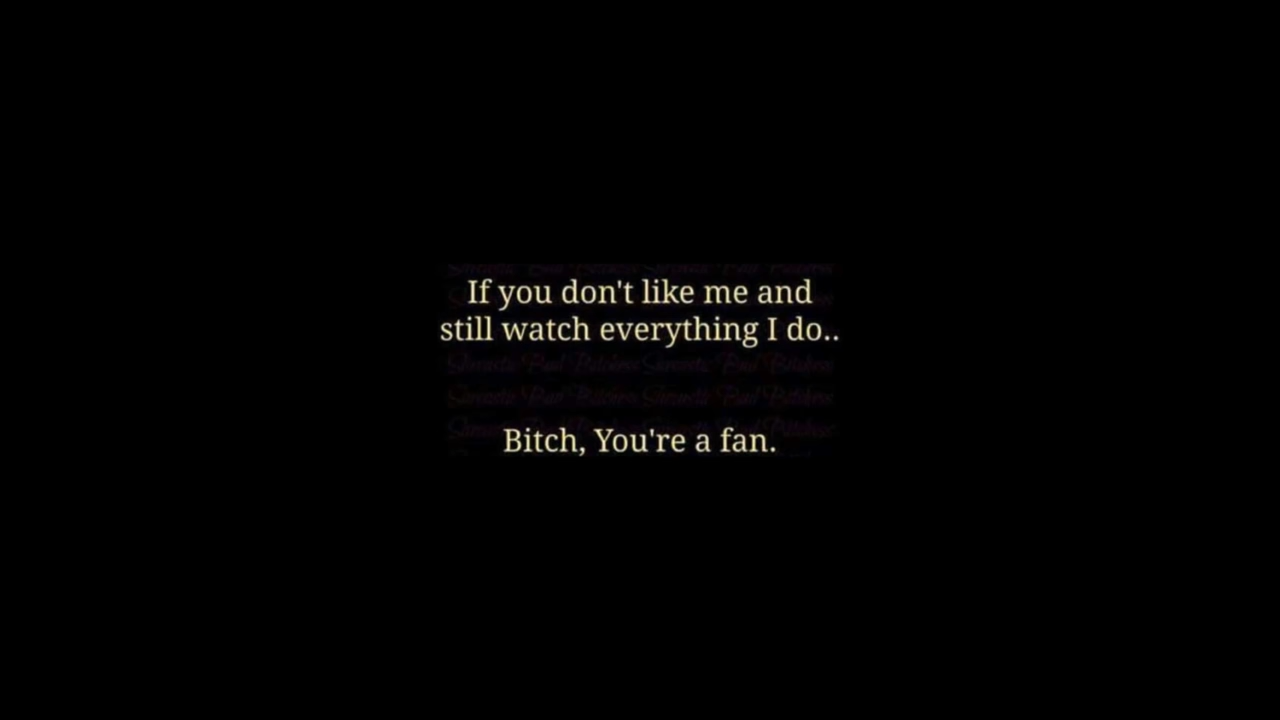 If you don't like me and
still watch everything I do..
Bitch, You're a fan.